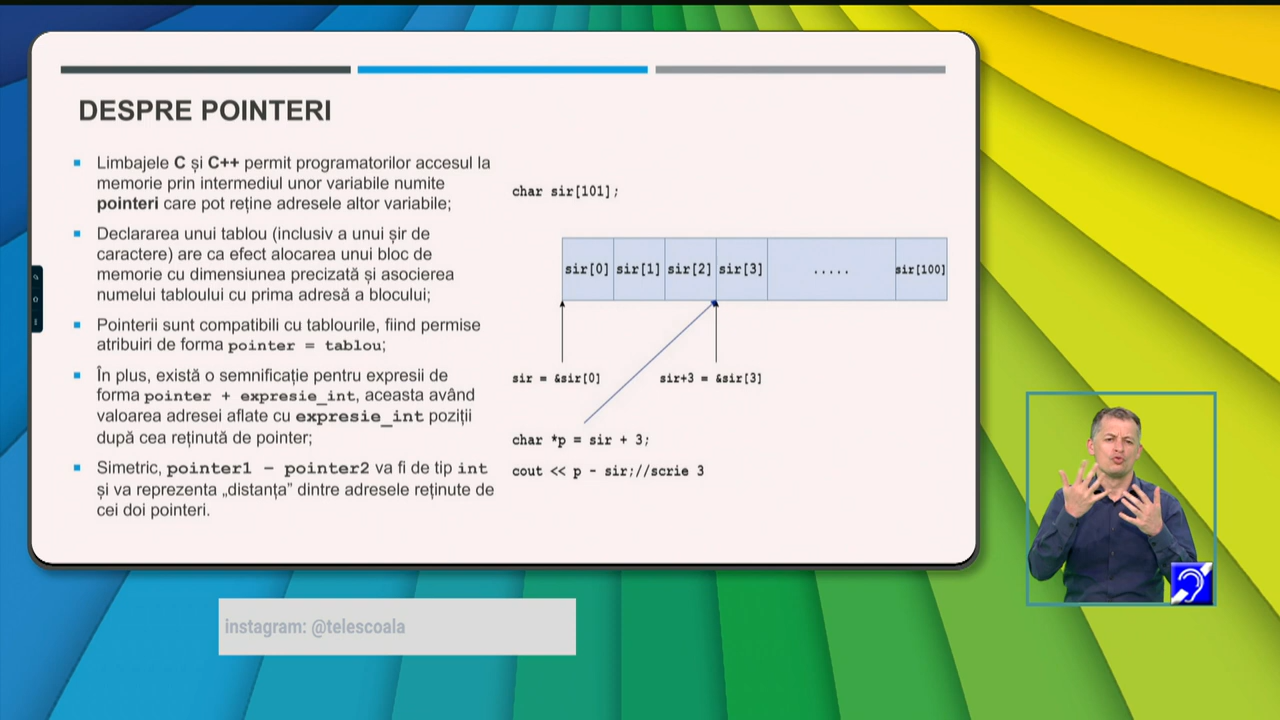 DESPRE POINTERI
Limbajele C și C++ permit programatorilor accesul la
memorie prin intermediul unor variabile numite
pointeri care pot reține adresele altor variabile;
Declararea unui tablou (inclusiv a unui șir de
caractere) are ca efect alocarea unui bloc de
memorie cu dimensiunea precizată și asocierea
numelui tabloului cu prima adresă a blocului;
Pointerii sunt compatibili cu tablourile, fiind permise
atribuiri de forma pointer = tablou;
În plus, există o semnificație pentru expresii de
forma pointer + expresie_int, aceasta având
valoarea adresei aflate cu expresie_int poziții
după cea reținută de pointer;
Simetric, pointer1 – pointer2 va fi de tip int
și va reprezenta „distanța” dintre adresele reținute de
cei doi pointeri.
char sir[101];
sir[0] sir[1] sir[2] sir[3] ..... sir[100]
sir = &sir[0] sir+3 = &sir[3]
char *p = sir + 3;
cout << p - sir;//scrie 3
instagram: @telescoala